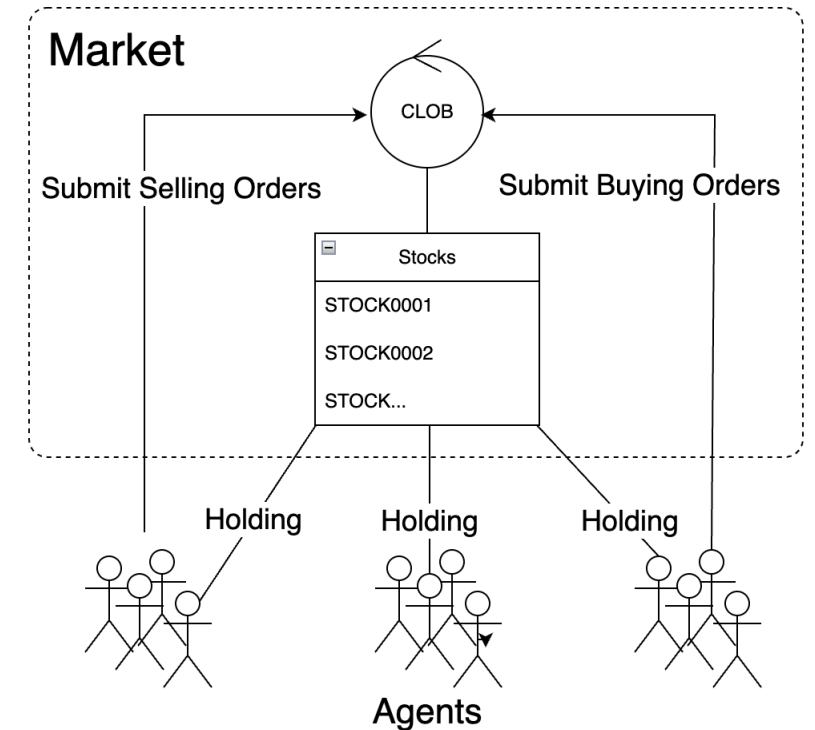 Market
CLOB
Submit Selling Orders
Submit Buying Orders
Stocks
STOCK0001
STOCK0002
STOCK...
Holding
Holding
Holding
Agents